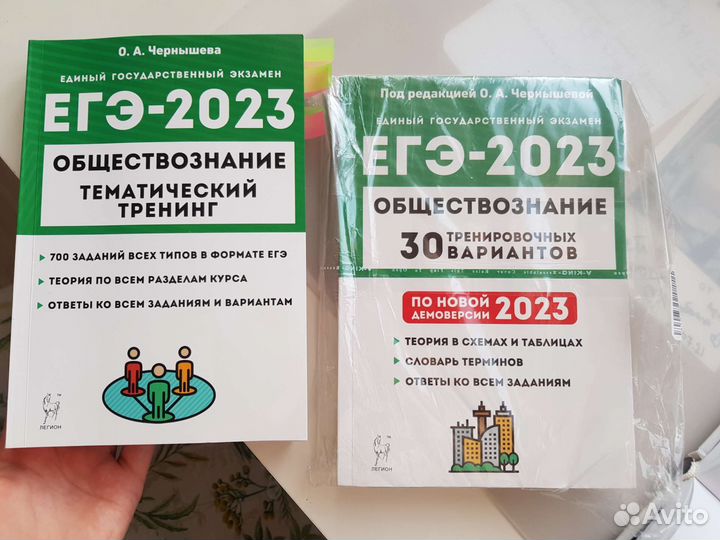 О. А. Чернышева
ЕДИНЫЙ ГОСУДАРСТВЕННЫЙ ЭКЗАМЕН
ЕГЭ-2023
ОБЩЕСТВОЗНАНИЕ
ТЕМАТИЧЕСКИЙ
ТРЕНИНГ
700 ЗАДАНИЙ ВСЕХ ТИПОВ В ФОРМАТЕ ЕГЭ
ТЕОРИЯ ПО ВСЕМ РАЗДЕЛАМ КУРСА
ОТВЕТЫ КО ВСЕМ ЗАДАНИЯМ И ВАРИАНТАМ
ЛЕГИОН
TM
Под редакцией О. А. Чернышевой
ЕДИНЫЙ ГОСУДАРСТВЕННЫЙ ЭКЗАМЕН
ЕГЭ-2023
ОБЩЕСТВОЗНАНИЕ
30 ТРЕНИРОВОЧНЫХ
ВАРИАНТОВ
ПО НОВОЙ
ДЕМОВЕРСИИ 2023
ТЕОРИЯ В СХЕМАХ И ТАБЛИЦАХ
СЛОВАРЬ ТЕРМИНОВ
ОТВЕТЫ КО ВСЕМ ЗАДАНИЯМ
ЛЕГИОН
TM
Avito